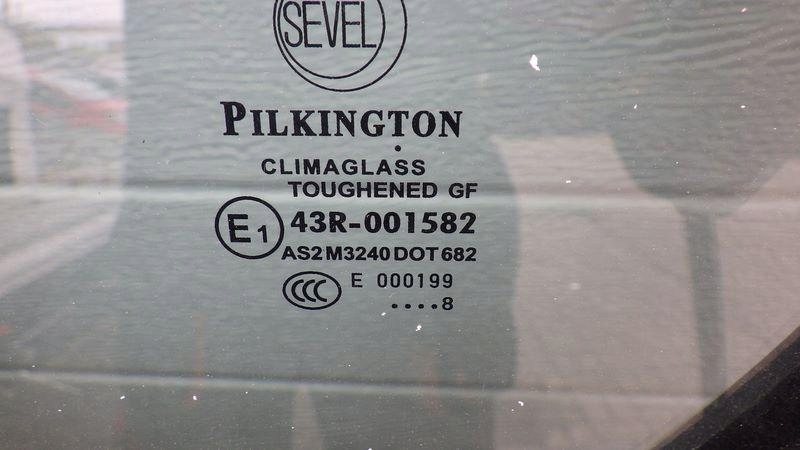 SEVEL
PILKINGTON
CLIMAGLASS
TOUGHENED GF
E1 43R-001582
AS2 M3240 DOT 682
CCC E 000199
....8